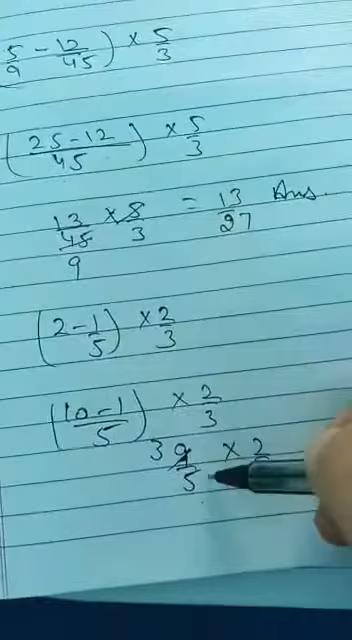 (5/9 - 12/45) × 5/3
((25-12)/45) × 5/3
13/45 × 5/3 = 13/27 Ans.
9
(2 - 1/5) × 2/3
((10-1)/5) × 2/3
3 9/5 × 2